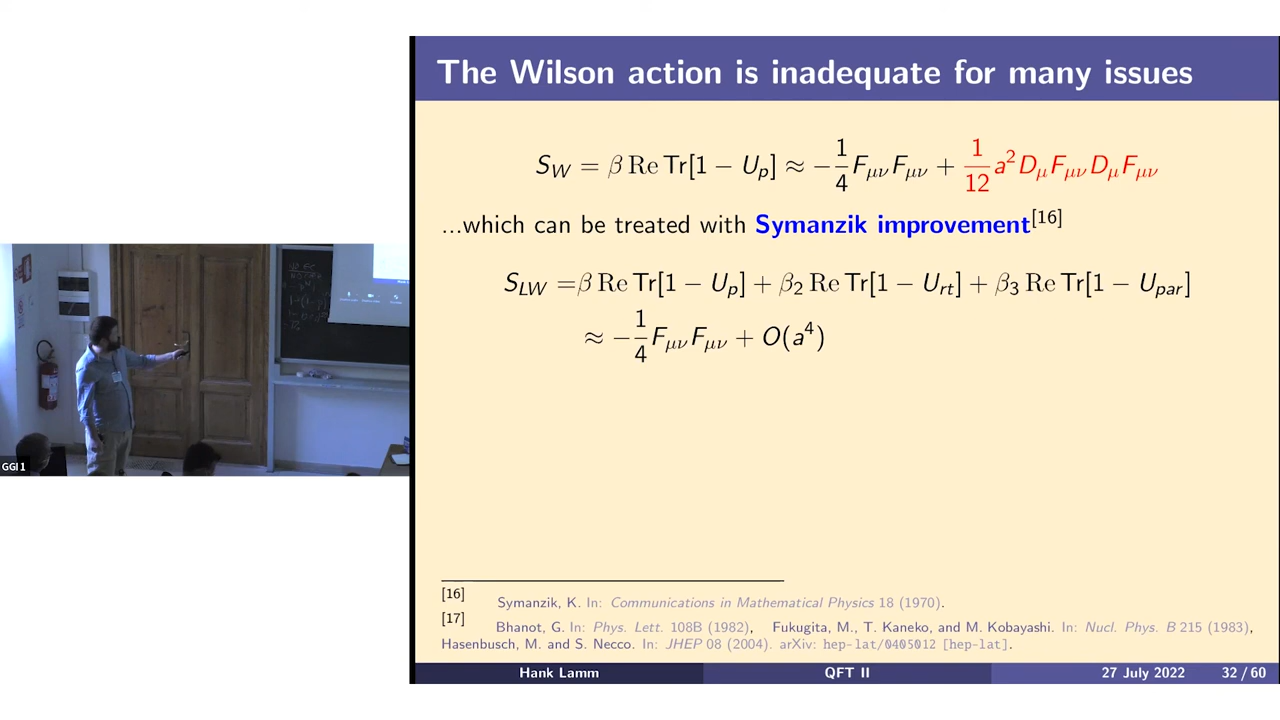 The Wilson action is inadequate for many issues
S_W = β Re Tr[1 − U_p] ≈ −1/4 F_μν F_μν + 1/12 a² D_μ F_μν D_μ F_μν
...which can be treated with Symanzik improvement[16]
S_LW = β Re Tr[1 − U_p] + β₂ Re Tr[1 − U_rt] + β₃ Re Tr[1 − U_par]
≈ −1/4 F_μν F_μν + O(a⁴)
GGI 1
[16] Symanzik, K. In: Communications in Mathematical Physics 18 (1970).
[17] Bhanot, G. In: Phys. Lett. 108B (1982), Fukugita, M., T. Kaneko, and M. Kobayashi. In: Nucl. Phys. B 215 (1983),
Hasenbusch, M. and S. Necco. In: JHEP 08 (2004). arXiv: hep-lat/0405012 [hep-lat].
Hank Lamm QFT II 27 July 2022 32 / 60